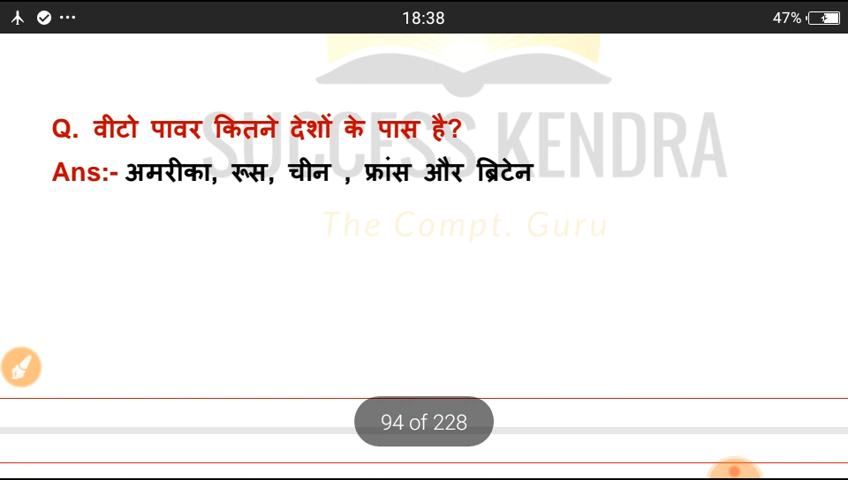 18:38
47%
SUCCESS KENDRA
Q. वीटो पावर कितने देशों के पास है?
Ans:- अमरीका, रूस, चीन , फ्रांस और ब्रिटेन
The Compt. Guru
94 of 228